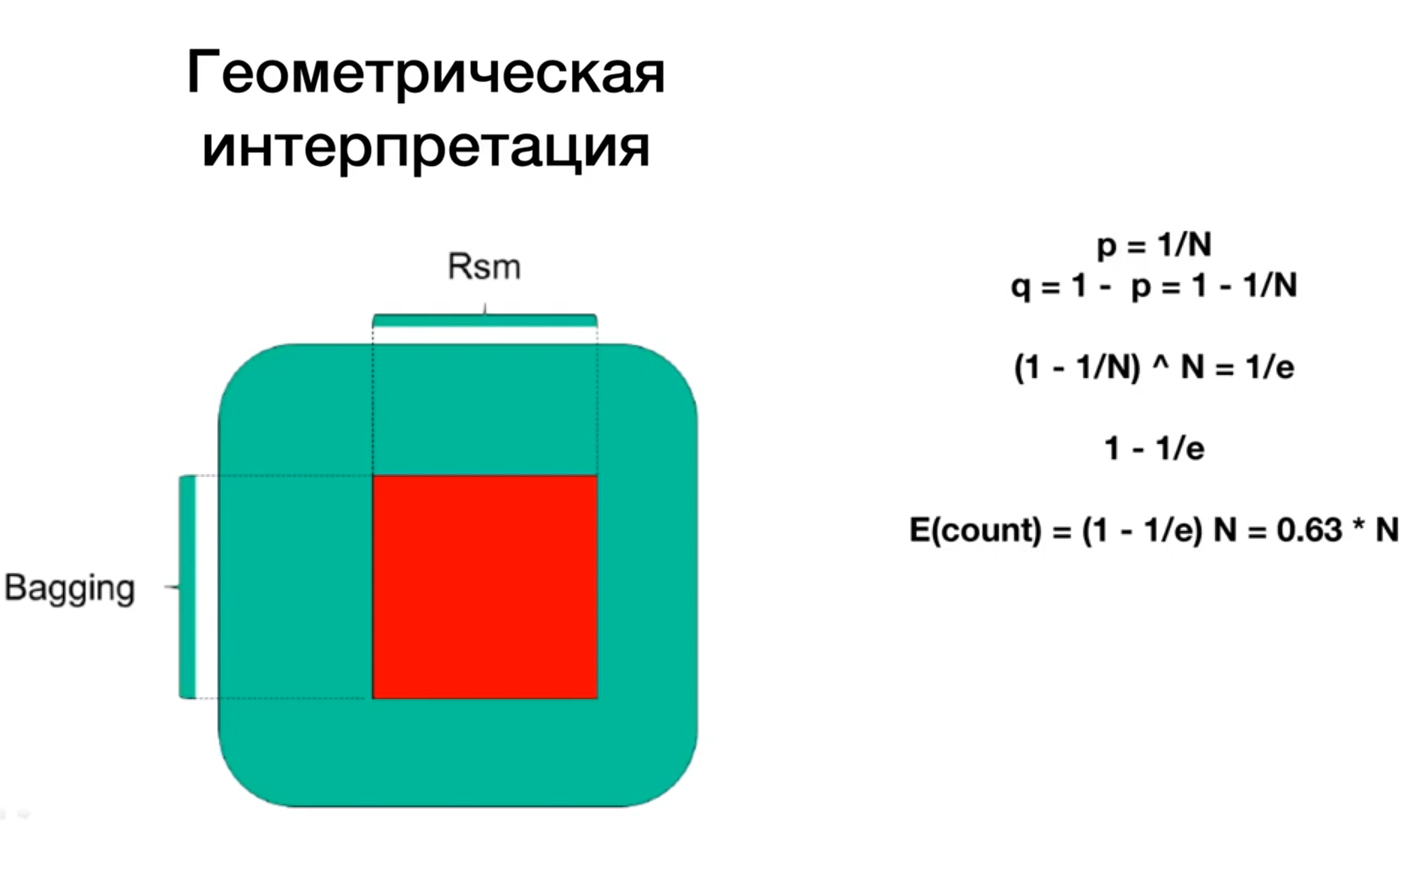 Геометрическая
интерпретация
Rsm
Bagging
p = 1/N
q = 1 - p = 1 - 1/N
(1 - 1/N) ^ N = 1/e
1 - 1/e
E(count) = (1 - 1/e) N = 0.63 * N